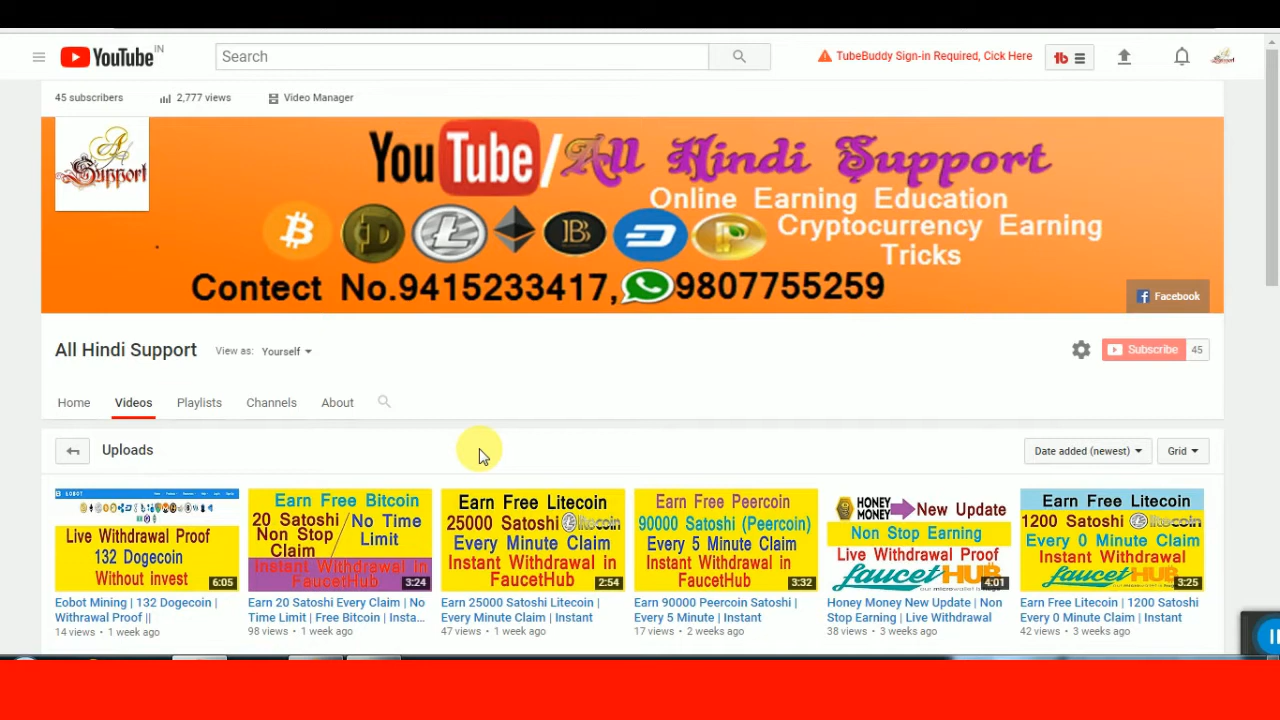 YouTube IN
Search
TubeBuddy Sign-in Required, Cick Here
45 subscribers
2,777 views
Video Manager
A
Support
YouTube/All Hindi Support
Online Earning Education
Cryptocurrency Earning
Tricks
Contect No.9415233417, 9807755259
Facebook
All Hindi Support
View as: Yourself
Subscribe 45
Home
Videos
Playlists
Channels
About
Uploads
Date added (newest)
Grid
Live Withdrawal Proof
132 Dogecoin
Without invest
6:05
Eobot Mining | 132 Dogecoin |
Withrawal Proof ||
14 views • 1 week ago
Earn Free Bitcoin
20 Satoshi / No Time
Non Stop Limit
Claim
Instant Withdrawal in
FaucetHub
3:24
Earn 20 Satoshi Every Claim | No
Time Limit | Free Bitcoin | Insta...
98 views • 1 week ago
Earn Free Litecoin
25000 Satoshi litecoin
Every Minute Claim
Instant Withdrawal in
FaucetHub
2:54
Earn 25000 Satoshi Litecoin |
Every Minute Claim | Instant
47 views • 1 week ago
Earn Free Peercoin
90000 Satoshi (Peercoin)
Every 5 Minute Claim
Instant Withdrawal in
FaucetHub
3:32
Earn 90000 Peercoin Satoshi |
Every 5 Minute | Instant
17 views • 2 weeks ago
HONEY
MONEY
New Update
Non Stop Earning
Live Withdrawal Proof
faucetHUB
4:01
Honey Money New Update | Non
Stop Earning | Live Withdrawal
38 views • 3 weeks ago
Earn Free Litecoin
1200 Satoshi litecoin
Every 0 Minute Claim
Instant Withdrawal
faucetHUB
3:25
Earn Free Litecoin | 1200 Satoshi
Every 0 Minute Claim | Instant
42 views • 3 weeks ago